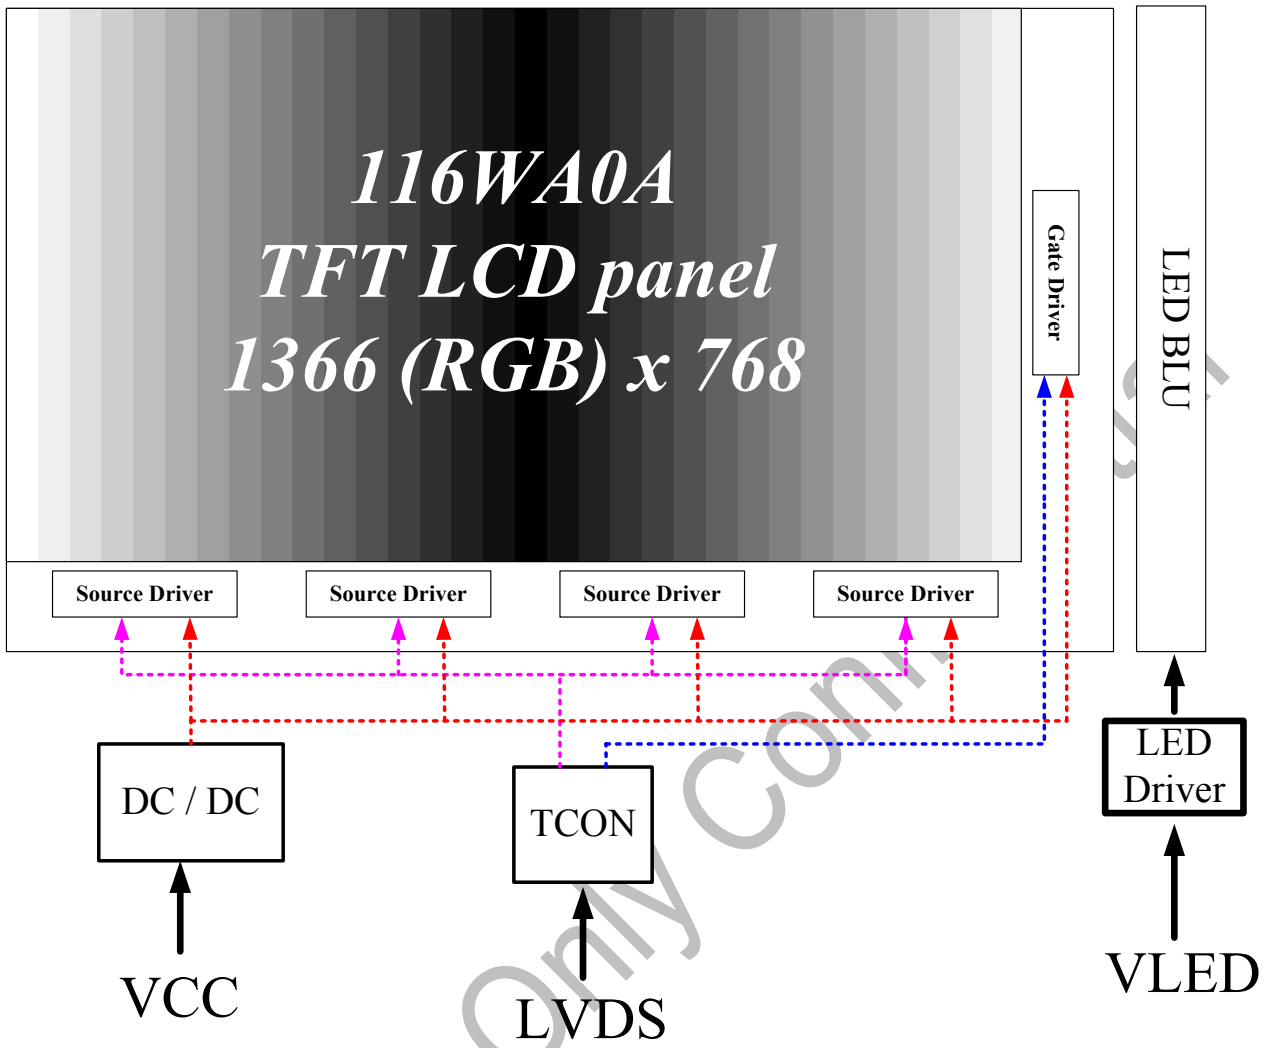 116WA0A
TFT LCD panel
1366 (RGB) x 768
Gate Driver
LED BLU
Source Driver
Source Driver
Source Driver
Source Driver
DC / DC
TCON
LED
Driver
VCC
LVDS
VLED
Only